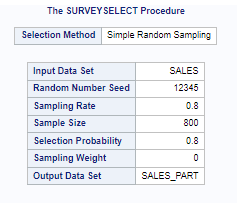 The SURVEYSELECT Procedure
Selection Method Simple Random Sampling
Input Data Set SALES
Random Number Seed 12345
Sampling Rate 0.8
Sample Size 800
Selection Probability 0.8
Sampling Weight 0
Output Data Set SALES_PART